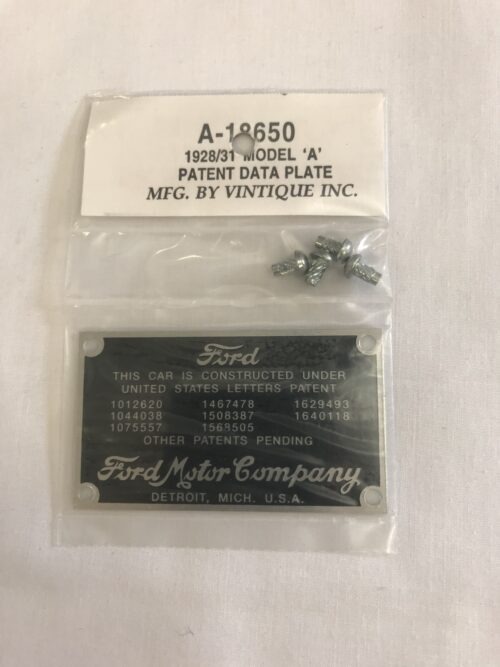 A-18650
1928/31 MODEL 'A'
PATENT DATA PLATE
MFG. BY VINTIQUE INC.
Ford
THIS CAR IS CONSTRUCTED UNDER
UNITED STATES LETTERS PATENT
1012620 1467478 1629493
1044038 1508387 1640118
1075557 1568505
OTHER PATENTS PENDING
Ford Motor Company
DETROIT, MICH. U.S.A.